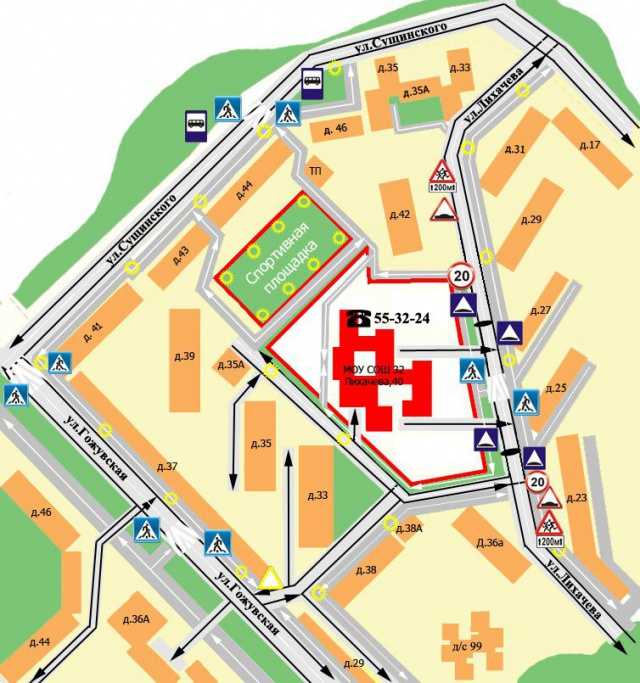 ул.Сущинского
д.35
д.33
д.35А
ул.Лихачева
д. 46
д.31
д.17
ТП
д.44
↑200м↑
д.42
д.29
Спортивная
площадка
ул.Сущинского
д.43
20
д.27
д. 41
55-32-24
д.39
д.35А
МОУ СОШ 32
Лихачева,40
д.25
ул.Гожувская
д.35
д.37
д.33
20
д.23
д.46
д.38А
Д.36а
↑200м↑
д.38
ул.Гожувская
ул.Лихачева
д.36А
д.44
д/с 99
д.29